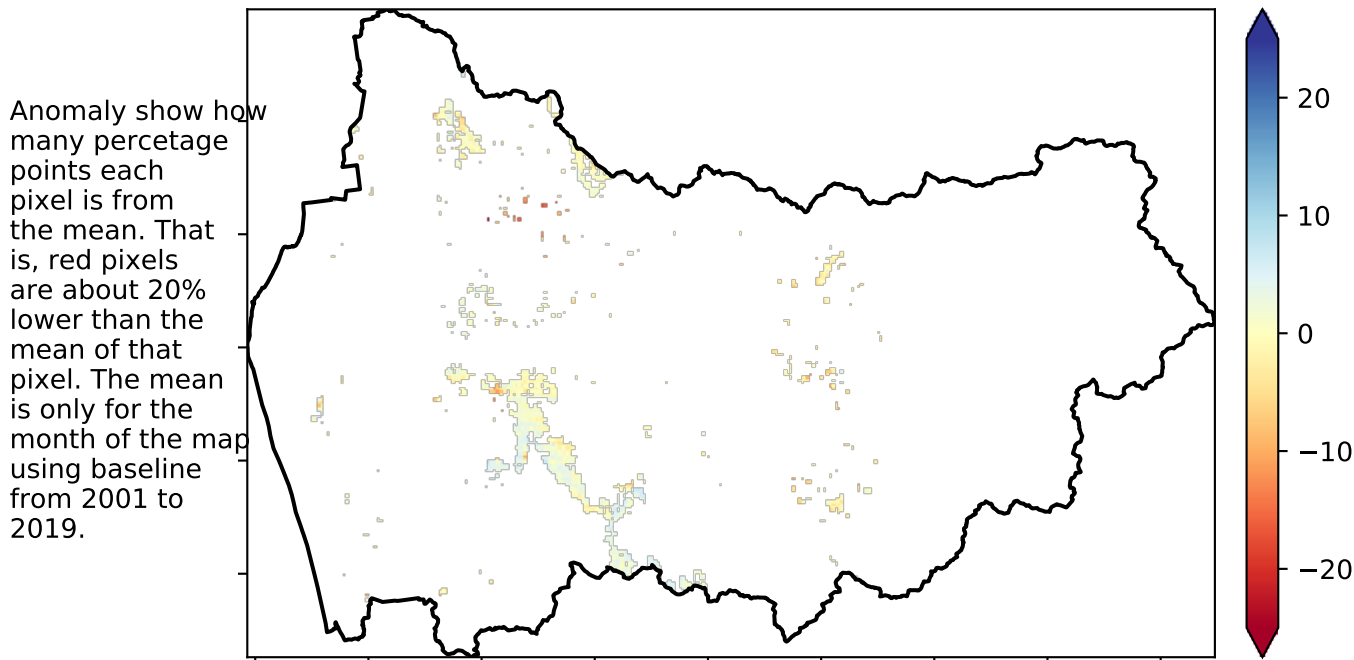 Anomaly show how
many percetage
points each
pixel is from
the mean. That
is, red pixels
are about 20%
lower than the
mean of that
pixel. The mean
is only for the
month of the map
using baseline
from 2001 to
2019.
20
10
0
−10
−20